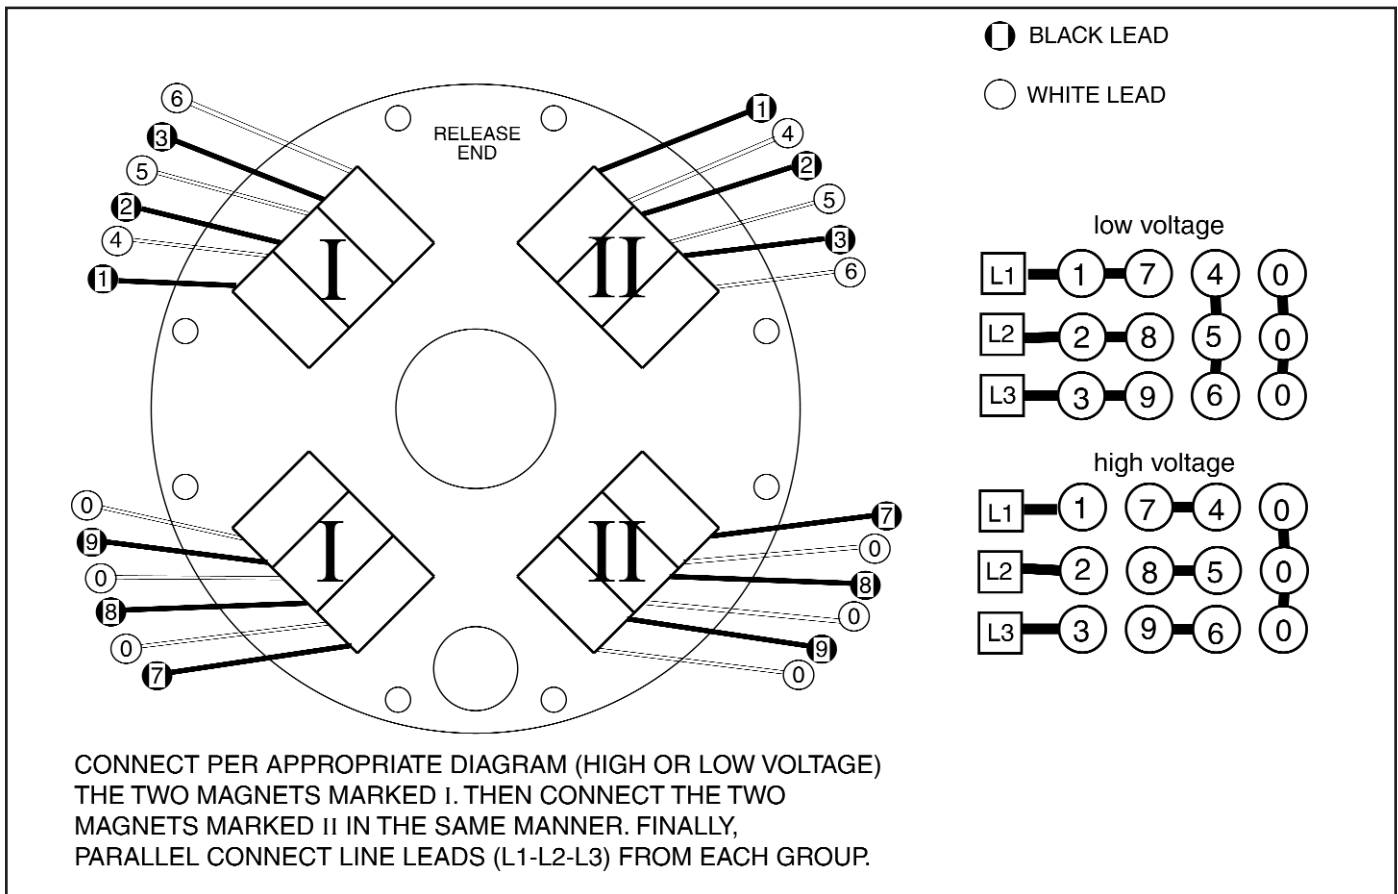 BLACK LEAD
WHITE LEAD
RELEASE
END
6
3
5
2
4
1
I
1
4
2
5
3
6
II
0
9
0
8
0
7
I
7
0
8
0
9
0
II
low voltage
L1 1 7 4 0
L2 2 8 5 0
L3 3 9 6 0
high voltage
L1 1 7 4 0
L2 2 8 5 0
L3 3 9 6 0
CONNECT PER APPROPRIATE DIAGRAM (HIGH OR LOW VOLTAGE)
THE TWO MAGNETS MARKED I. THEN CONNECT THE TWO
MAGNETS MARKED II IN THE SAME MANNER. FINALLY,
PARALLEL CONNECT LINE LEADS (L1-L2-L3) FROM EACH GROUP.